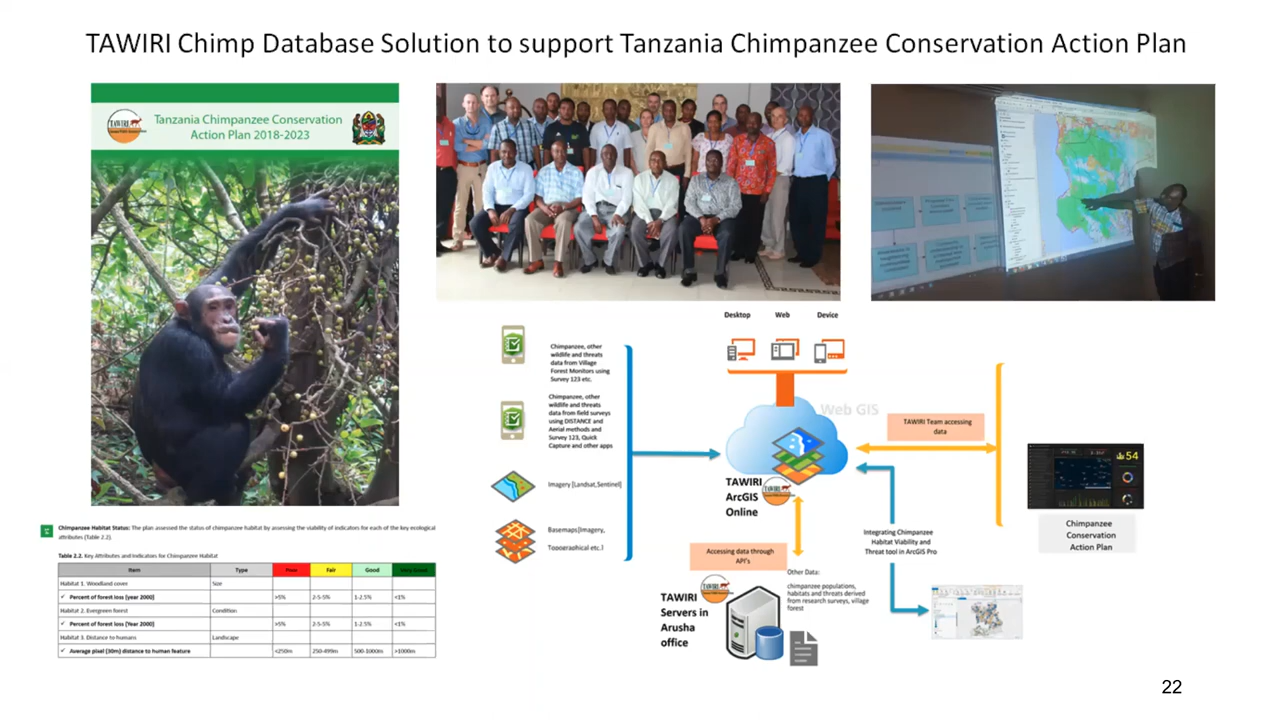 TAWIRI Chimp Database Solution to support Tanzania Chimpanzee Conservation Action Plan
TAWIRI
Tanzania Chimpanzee Conservation
Action Plan 2018-2023
Chimpanzee Habitat Status: The plan assessed the status of chimpanzee habitat by assessing the viability of indicators for each of the key ecological
attributes (Table 2.2).
Table 2.2. Key Attributes and Indicators for Chimpanzee Habitat
Item Type Poor Fair Good Very Good
Habitat 1. Woodland cover Size
✓ Percent of forest loss (year 2000) >5% 2-5-5% 1-2.5% <1%
Habitat 2. Evergreen forest Condition
✓ Percent of forest loss (Year 2000) >5% 2-5-5% 1-2.5% <1%
Habitat 3. Distance to humans Landscape
✓ Average pixel (30m) distance to human feature <250m 250-499m 500-1000m >1000m
Chimpanzee, other
wildlife and threats
data from Village
Forest Monitors using
Survey 123 etc.
Chimpanzee, other
wildlife and threats
data from field surveys
using DISTANCE and
Aerial methods and
Survey 123, Quick
Capture and other apps
Imagery [Landsat,Sentinel]
Basemaps[Imagery,
Topographical etc.)
Desktop Web Device
Web GIS
TAWIRI
ArcGIS
Online
TAWIRI
TAWIRI Team accessing
data
54
Chimpanzee
Conservation
Action Plan
Integrating Chimpanzee
Habitat Viability and
Threat tool in ArcGIS Pro
Accessing data through
API's
Other Data:
chimpanzee populations,
habitats and threats derived
from research surveys, village
forest
TAWIRI
TAWIRI
Servers in
Arusha
office
22